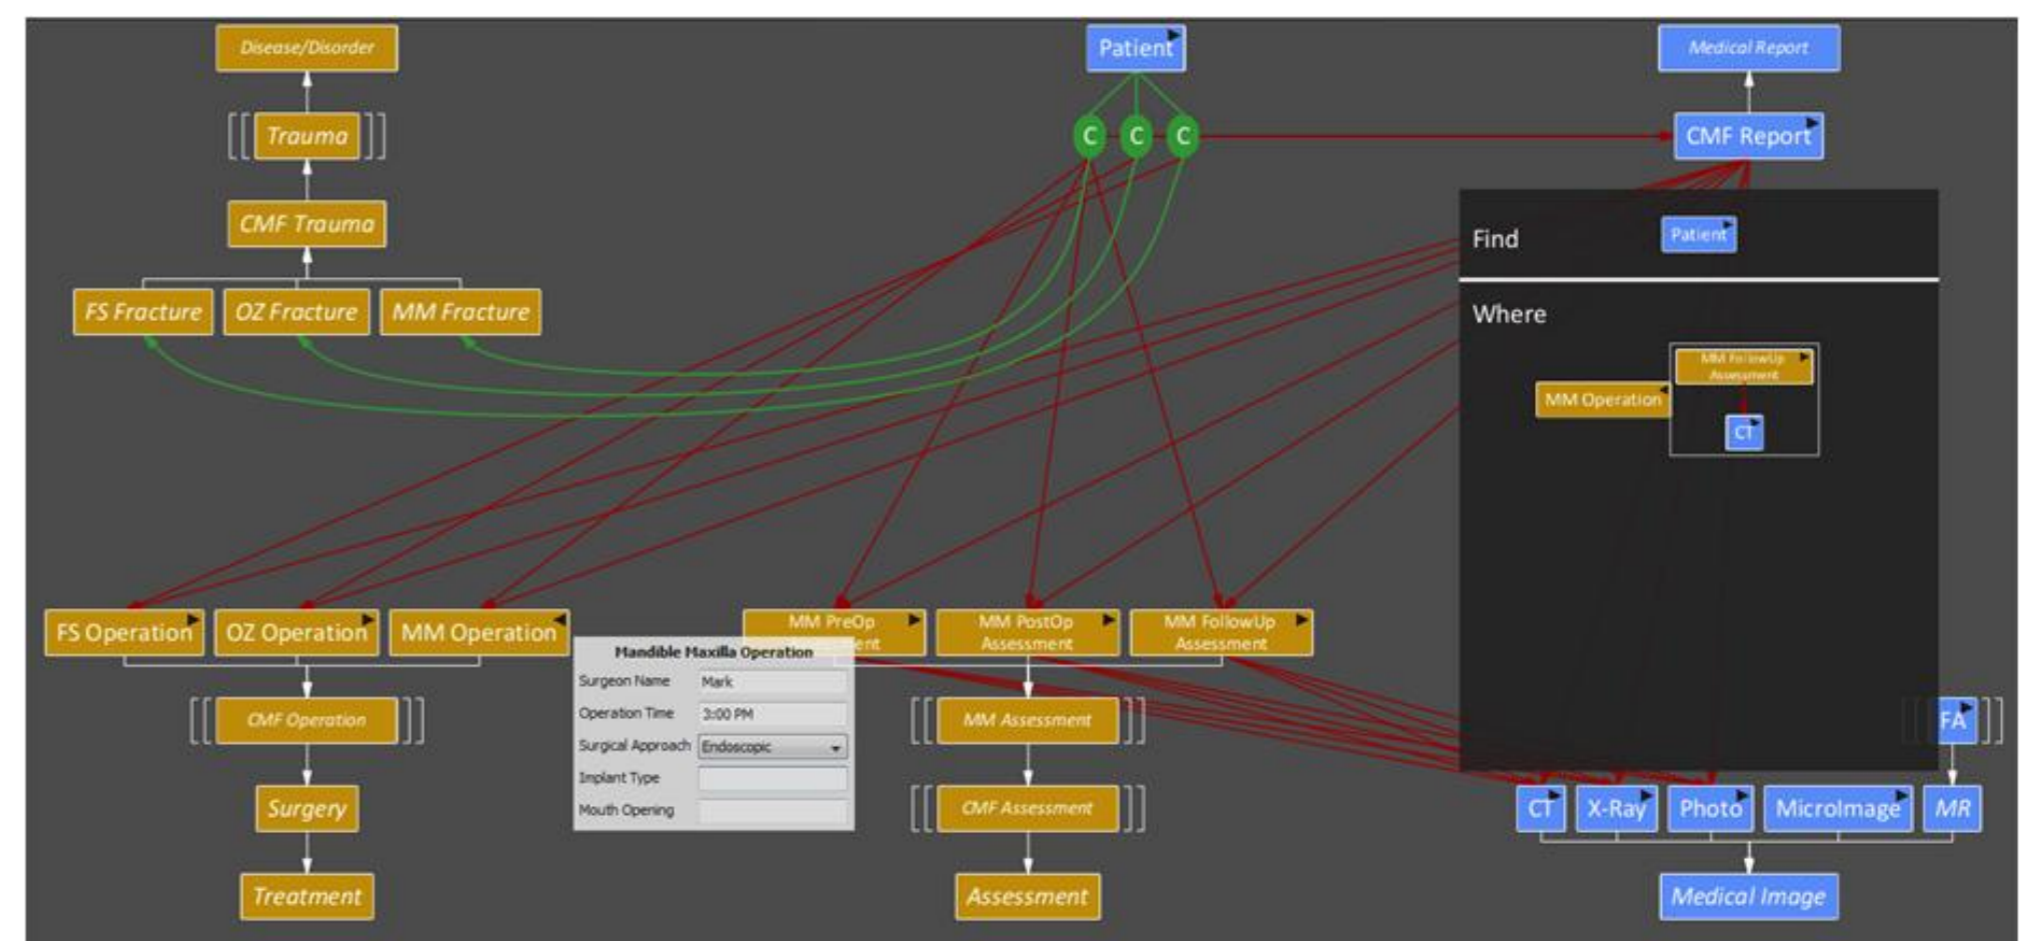 Disease/Disorder
Patient
Medical Report
Trauma
C C C
CMF Report
CMF Trauma
Find
Patient
FS Fracture
OZ Fracture
MM Fracture
Where
MM FollowUp
Assessment
MM Operation
CT
FS Operation
OZ Operation
MM Operation
MM PreOp
ent
MM PostOp
Assessment
MM FollowUp
Assessment
Mandible Maxilla Operation
Surgeon Name Mark
Operation Time 3:00 PM
Surgical Approach Endoscopic
Implant Type
Mouth Opening
CMF Operation
MM Assessment
FA
Surgery
CMF Assessment
CT
X-Ray
Photo
MicroImage
MR
Treatment
Assessment
Medical Image